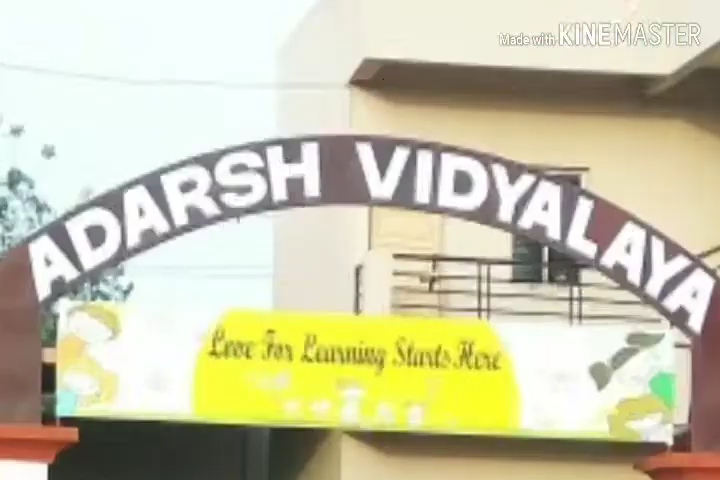 Made with KINEMASTER
ADARSH VIDYALAYA
Love For Learning Starts Here